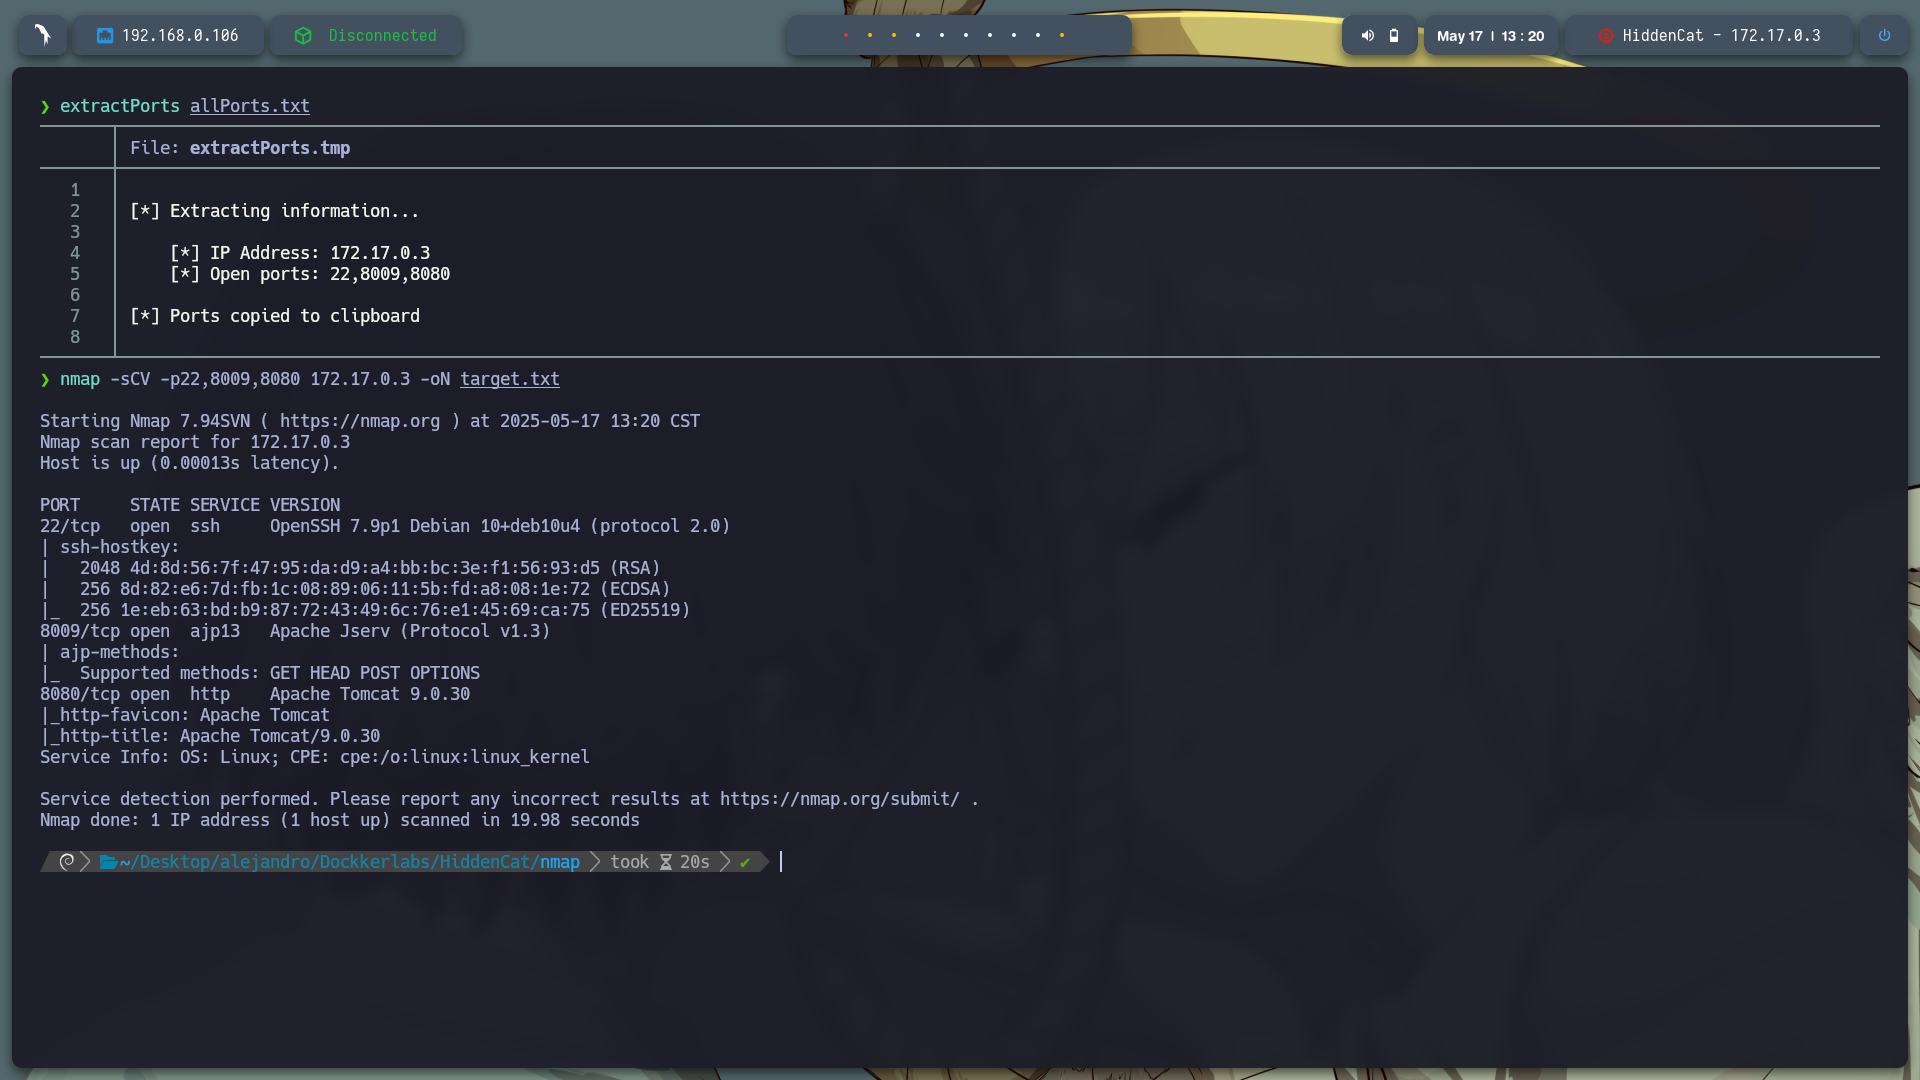 192.168.0.106
Disconnected
May 17 | 13 : 20
HiddenCat - 172.17.0.3
❯ extractPorts allPorts.txt
File: extractPorts.tmp
1
2 [*] Extracting information...
3
4 [*] IP Address: 172.17.0.3
5 [*] Open ports: 22,8009,8080
6
7 [*] Ports copied to clipboard
8
❯ nmap -sCV -p22,8009,8080 172.17.0.3 -oN target.txt
Starting Nmap 7.94SVN ( https://nmap.org ) at 2025-05-17 13:20 CST
Nmap scan report for 172.17.0.3
Host is up (0.00013s latency).
PORT     STATE SERVICE VERSION
22/tcp   open  ssh     OpenSSH 7.9p1 Debian 10+deb10u4 (protocol 2.0)
| ssh-hostkey:
|   2048 4d:8d:56:7f:47:95:da:d9:a4:bb:bc:3e:f1:56:93:d5 (RSA)
|   256 8d:82:e6:7d:fb:1c:08:89:06:11:5b:fd:a8:08:1e:72 (ECDSA)
|_  256 1e:eb:63:bd:b9:87:72:43:49:6c:76:e1:45:69:ca:75 (ED25519)
8009/tcp open  ajp13   Apache Jserv (Protocol v1.3)
| ajp-methods:
|_  Supported methods: GET HEAD POST OPTIONS
8080/tcp open  http    Apache Tomcat 9.0.30
|_http-favicon: Apache Tomcat
|_http-title: Apache Tomcat/9.0.30
Service Info: OS: Linux; CPE: cpe:/o:linux:linux_kernel
Service detection performed. Please report any incorrect results at https://nmap.org/submit/ .
Nmap done: 1 IP address (1 host up) scanned in 19.98 seconds
~/Desktop/alejandro/Dockkerlabs/HiddenCat/nmap took 20s ✔